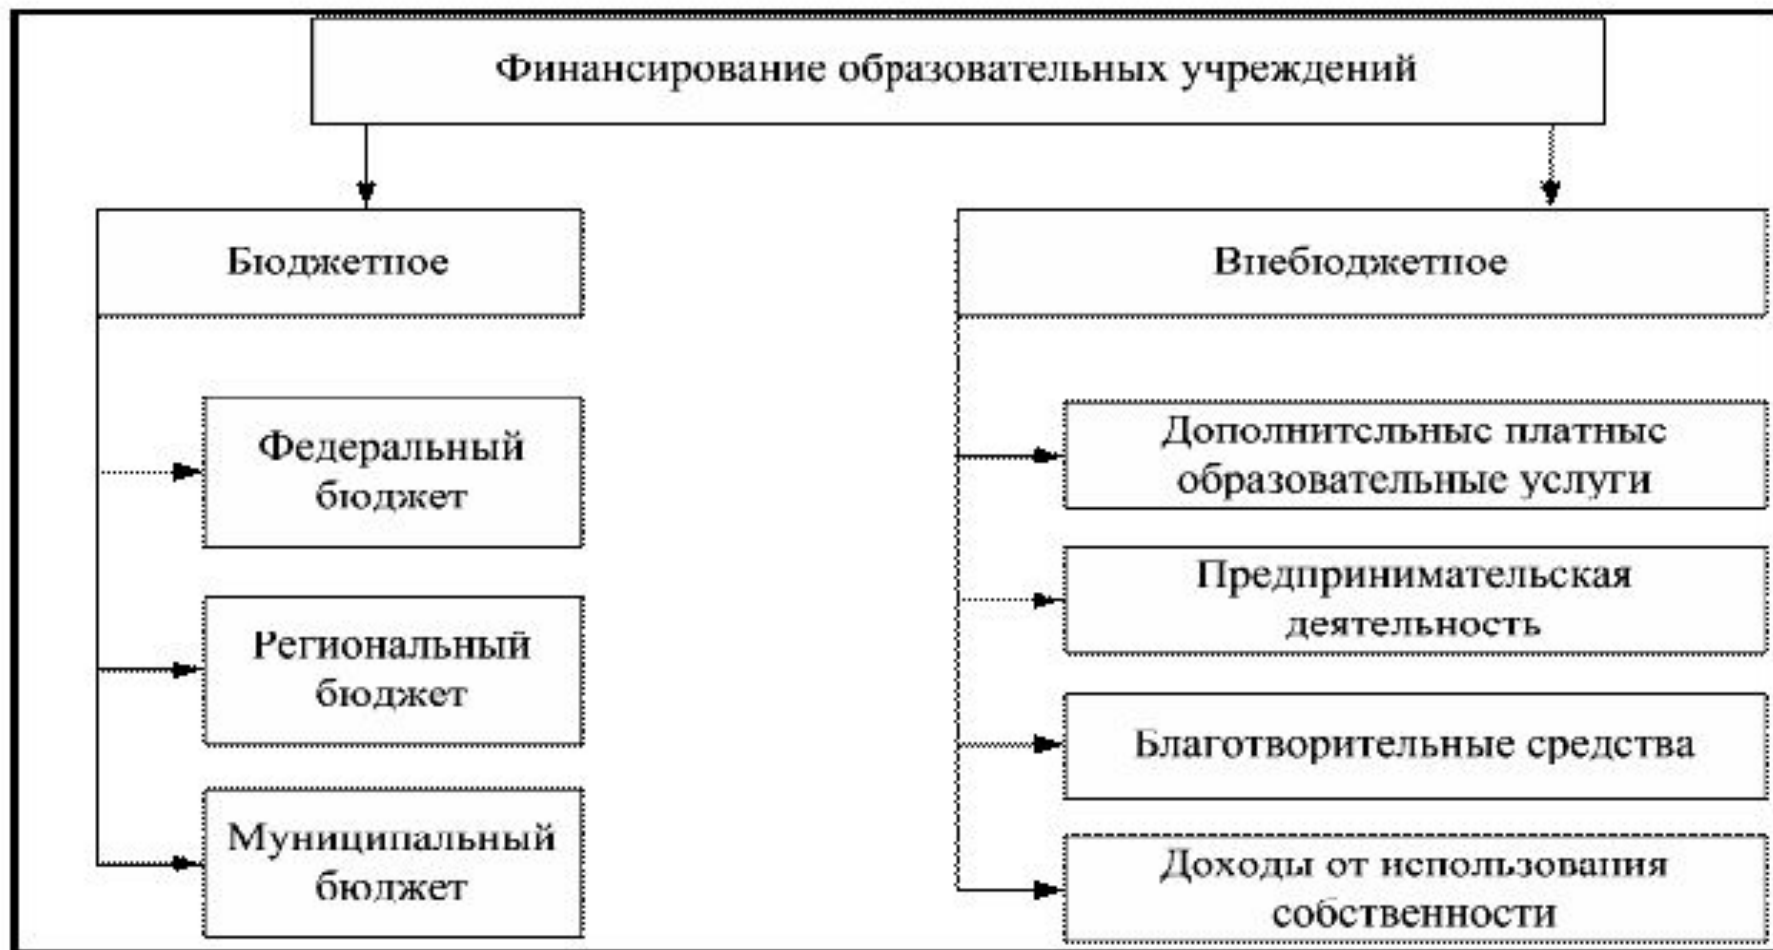 Финансирование образовательных учреждений
Бюджетное
Внебюджетное
Федеральный
бюджет
Региональный
бюджет
Муниципальный
бюджет
Дополнительные платные
образовательные услуги
Предпринимательская
деятельность
Благотворительные средства
Доходы от использования
собственности